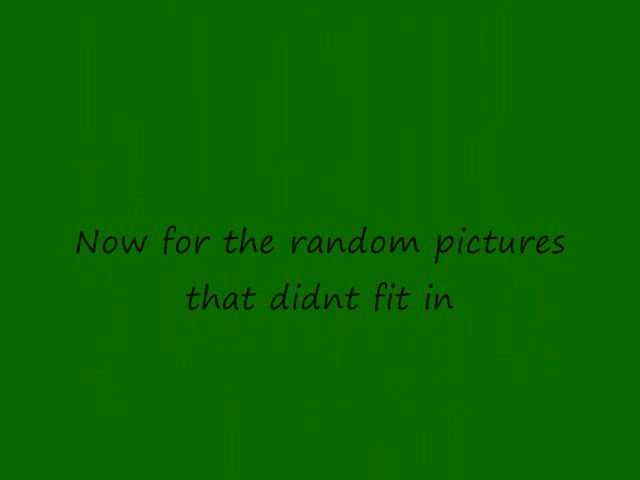 Now for the random pictures
that didnt fit in